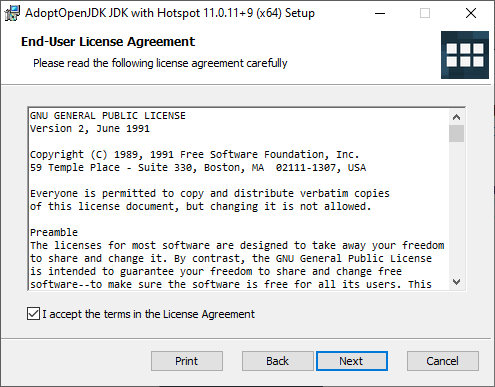 AdoptOpenJDK JDK with Hotspot 11.0.11+9 (x64) Setup
End-User License Agreement
Please read the following license agreement carefully
GNU GENERAL PUBLIC LICENSE
Version 2, June 1991
Copyright (C) 1989, 1991 Free Software Foundation, Inc.
59 Temple Place - Suite 330, Boston, MA  02111-1307, USA
Everyone is permitted to copy and distribute verbatim copies
of this license document, but changing it is not allowed.
Preamble
The licenses for most software are designed to take away your freedom
to share and change it. By contrast, the GNU General Public License
is intended to guarantee your freedom to share and change free
software--to make sure the software is free for all its users. This
I accept the terms in the License Agreement
Print
Back
Next
Cancel